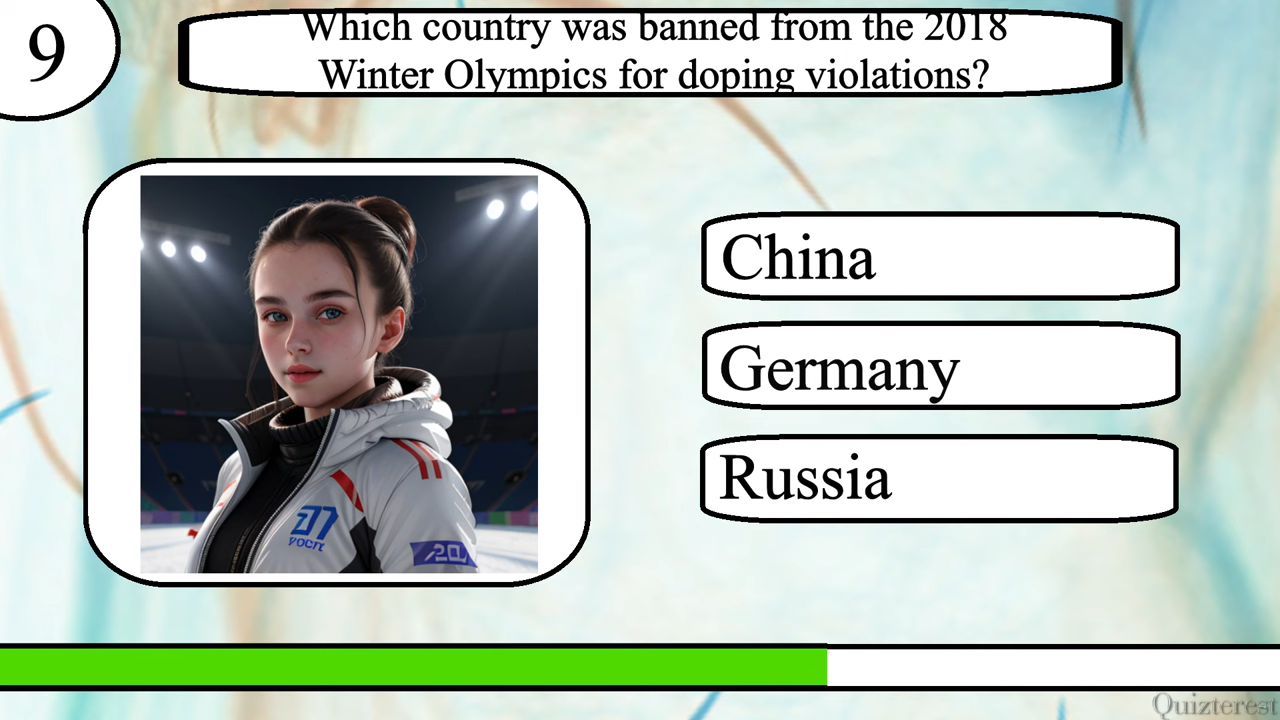 9
Which country was banned from the 2018
Winter Olympics for doping violations?
China
Germany
Russia
Quizterest